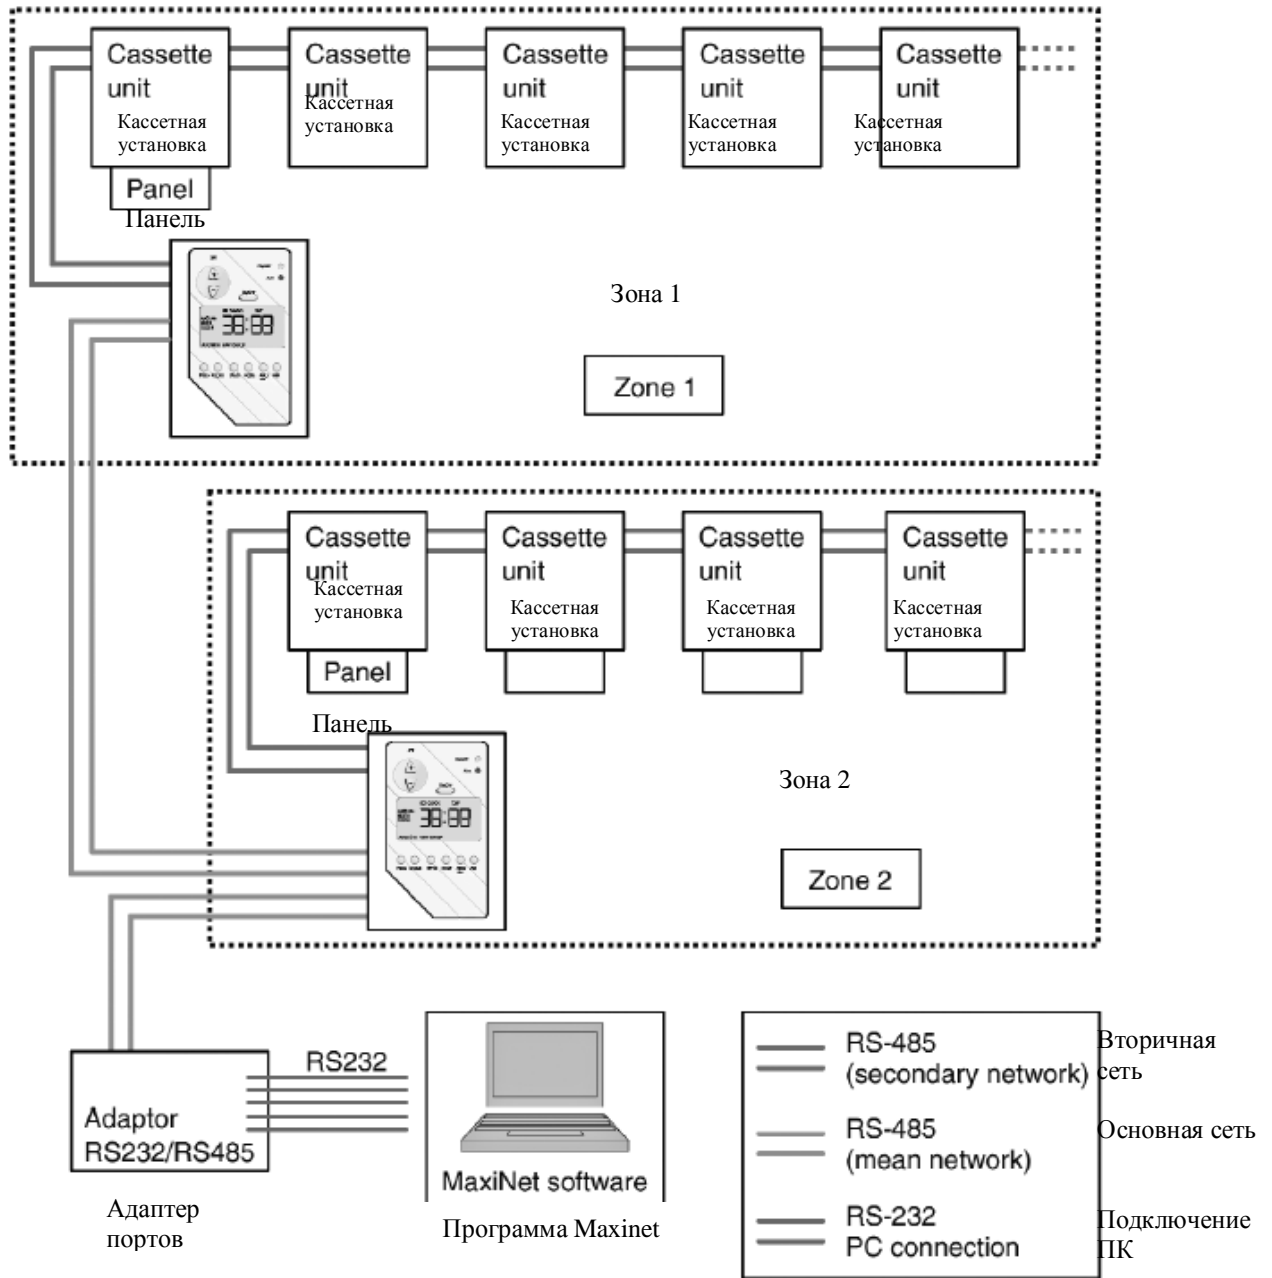 Cassette
unit
Кассетная
установка
Cassette
unit
Кассетная
установка
Cassette
unit
Кассетная
установка
Cassette
unit
Кассетная
установка
Cassette
unit
Кассетная
установка
Panel
Панель
Зона 1
Zone 1
Cassette
unit
Кассетная
установка
Cassette
unit
Кассетная
установка
Cassette
unit
Кассетная
установка
Cassette
unit
Кассетная
установка
Panel
Панель
Зона 2
Zone 2
RS232
Adaptor
RS232/RS485
Адаптер
портов
MaxiNet software
Программа Maxinet
RS-485
(secondary network)
Вторичная
сеть
RS-485
(mean network)
Основная сеть
RS-232
PC connection
Подключение
ПК